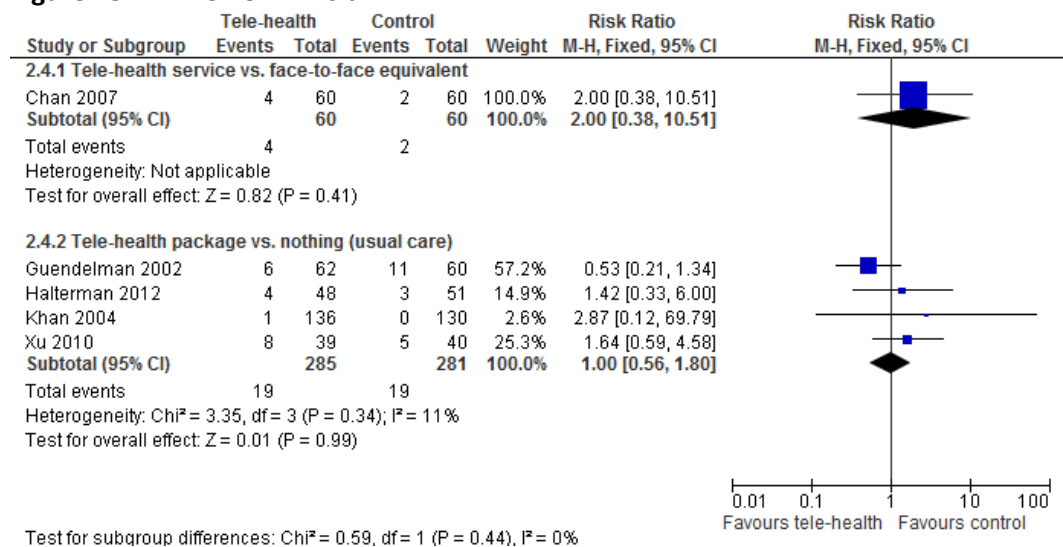 Tele-health Control Risk Ratio Risk Ratio
Study or Subgroup Events Total Events Total Weight M-H, Fixed, 95% CI M-H, Fixed, 95% CI
2.4.1 Tele-health service vs. face-to-face equivalent
Chan 2007 4 60 2 60 100.0% 2.00 [0.38, 10.51]
Subtotal (95% CI) 60 60 100.0% 2.00 [0.38, 10.51]
Total events 4 2
Heterogeneity: Not applicable
Test for overall effect: Z = 0.82 (P = 0.41)
2.4.2 Tele-health package vs. nothing (usual care)
Guendelman 2002 6 62 11 60 57.2% 0.53 [0.21, 1.34]
Halterman 2012 4 48 3 51 14.9% 1.42 [0.33, 6.00]
Khan 2004 1 136 0 130 2.6% 2.87 [0.12, 69.79]
Xu 2010 8 39 5 40 25.3% 1.64 [0.59, 4.58]
Subtotal (95% CI) 285 281 100.0% 1.00 [0.56, 1.80]
Total events 19 19
Heterogeneity: Chi² = 3.35, df = 3 (P = 0.34); I² = 11%
Test for overall effect: Z = 0.01 (P = 0.99)
0.01 0.1 1 10 100
Favours tele-health Favours control
Test for subgroup differences: Chi² = 0.59, df = 1 (P = 0.44), I² = 0%